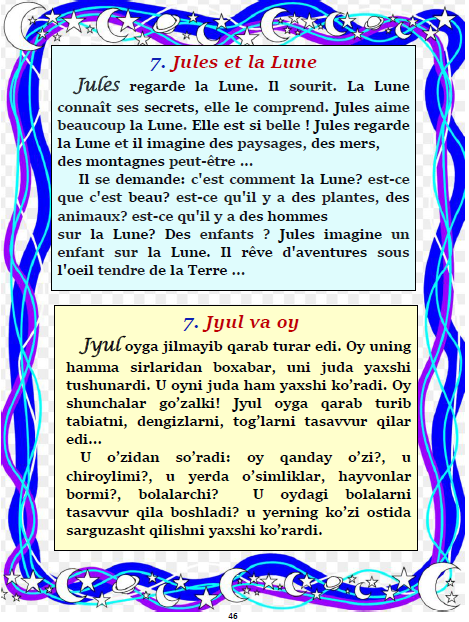 7. Jules et la Lune
Jules regarde la Lune. Il sourit. La Lune
connaît ses secrets, elle le comprend. Jules aime
beaucoup la Lune. Elle est si belle ! Jules regarde
la Lune et il imagine des paysages, des mers,
des montagnes peut-être ...
Il se demande: c'est comment la Lune? est-ce
que c'est beau? est-ce qu'il y a des plantes, des
animaux? est-ce qu'il y a des hommes
sur la Lune? Des enfants ? Jules imagine un
enfant sur la Lune. Il rêve d'aventures sous
l'oeil tendre de la Terre ...
7. Jyul va oy
Jyul oyga jilmayib qarab turar edi. Oy uning
hamma sirlaridan boxabar, uni juda yaxshi
tushunardi. U oyni juda ham yaxshi ko’radi. Oy
shunchalar go’zalki! Jyul oyga qarab turib
tabiatni, dengizlarni, tog’larni tasavvur qilar
edi...
U o’zidan so’radi: oy qanday o’zi?, u
chiroylimi?, u yerda o’simliklar, hayvonlar
bormi?, bolalarchi? U oydagi bolalarni
tasavvur qila boshladi? u yerning ko’zi ostida
sarguzasht qilishni yaxshi ko’rardi.
46